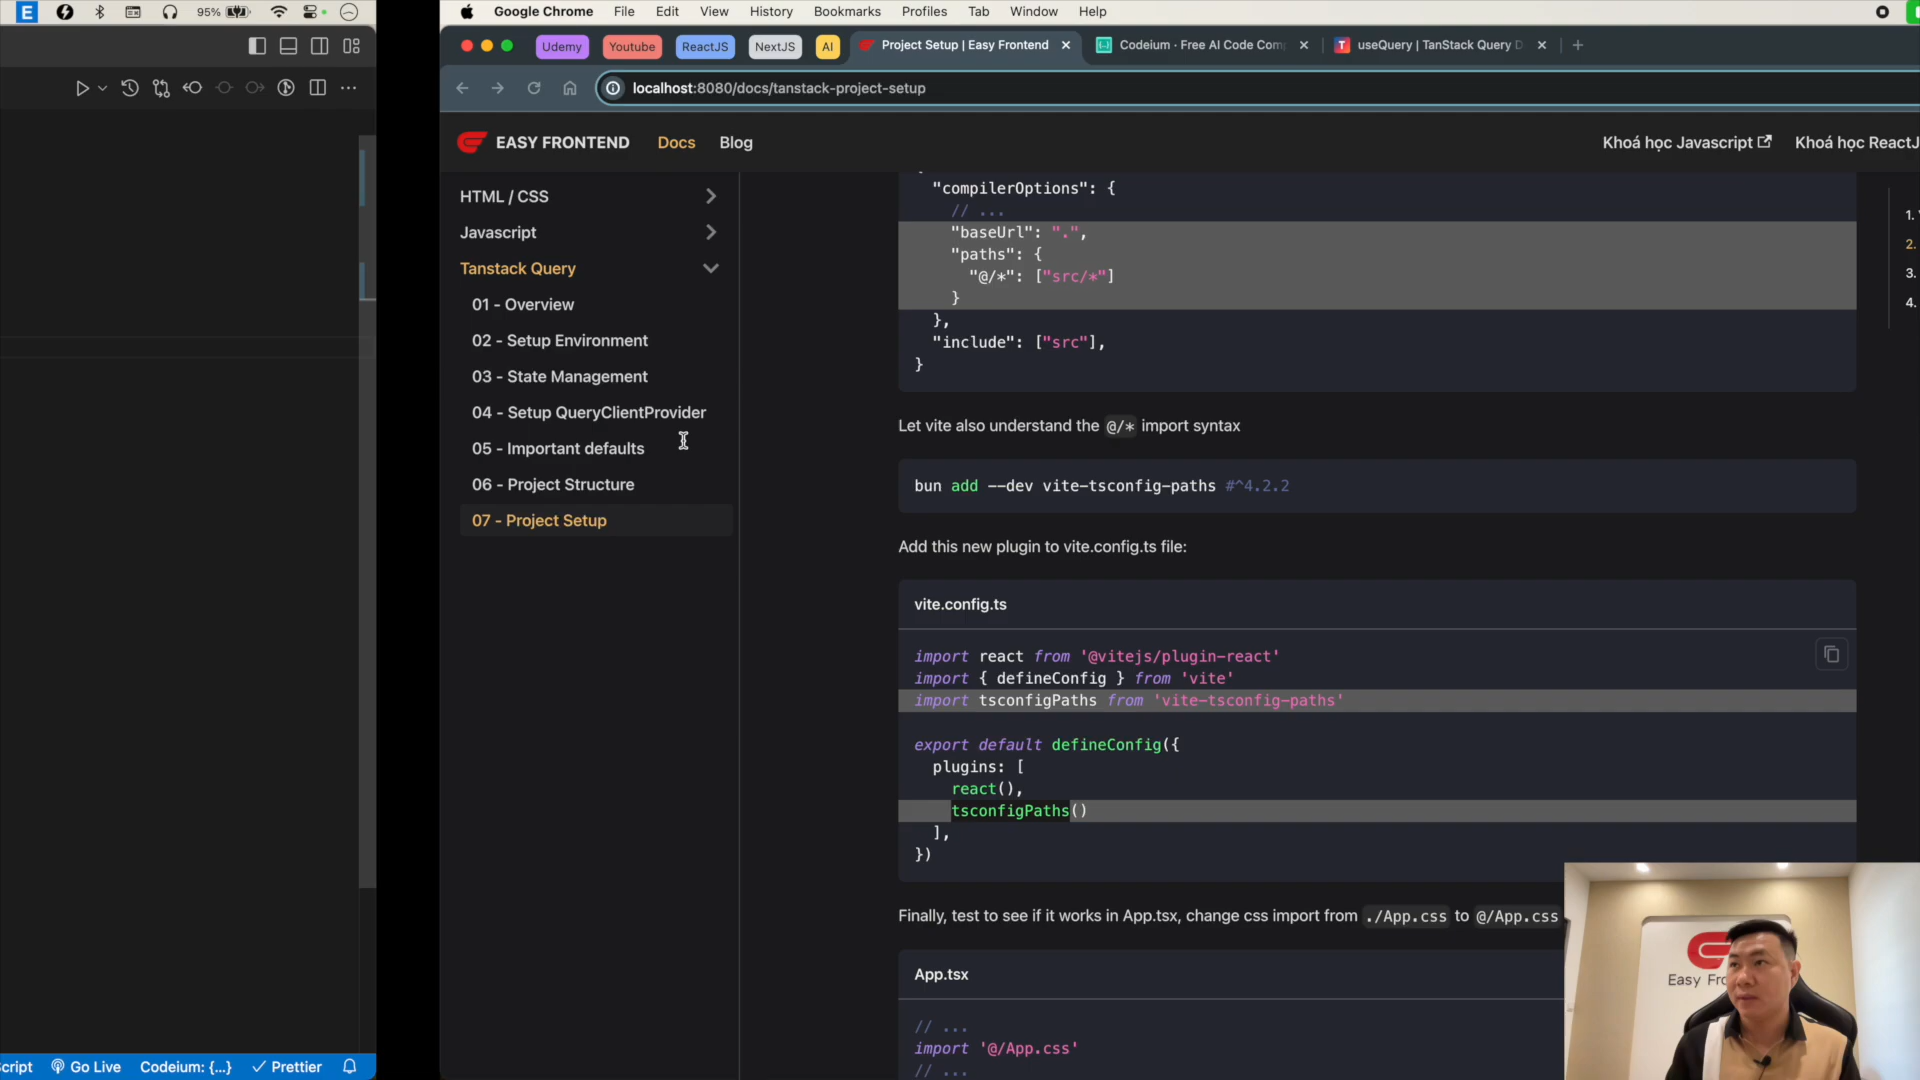 E
95%
Chrome File Edit View History Bookmarks Profiles Tab Window Help
Google Chrome
Udemy
Youtube
ReactJS
NextJS
AI
Project Setup | Easy Frontend
Codeium · Free AI Code Com
useQuery | TanStack Query D
localhost:8080/docs/tanstack-project-setup
EASY FRONTEND
Docs
Blog
Khoá học Javascript
Khoá học ReactJ
HTML / CSS
Javascript
Tanstack Query
01 - Overview
02 - Setup Environment
03 - State Management
04 - Setup QueryClientProvider
05 - Important defaults
06 - Project Structure
07 - Project Setup
"compilerOptions": {
// ...
"baseUrl": ".",
"paths": {
"@/*": ["src/*"]
}
},
"include": ["src"],
}
Let vite also understand the @/* import syntax
bun add --dev vite-tsconfig-paths #^4.2.2
Add this new plugin to vite.config.ts file:
vite.config.ts
import react from '@vitejs/plugin-react'
import { defineConfig } from 'vite'
import tsconfigPaths from 'vite-tsconfig-paths'
export default defineConfig({
plugins: [
react(),
tsconfigPaths()
],
})
Finally, test to see if it works in App.tsx, change css import from ./App.css to @/App.css
App.tsx
// ...
import '@/App.css'
// ...
1.
2.
3.
4.
Easy Fro
cript
Go Live
Codeium: {...}
Prettier